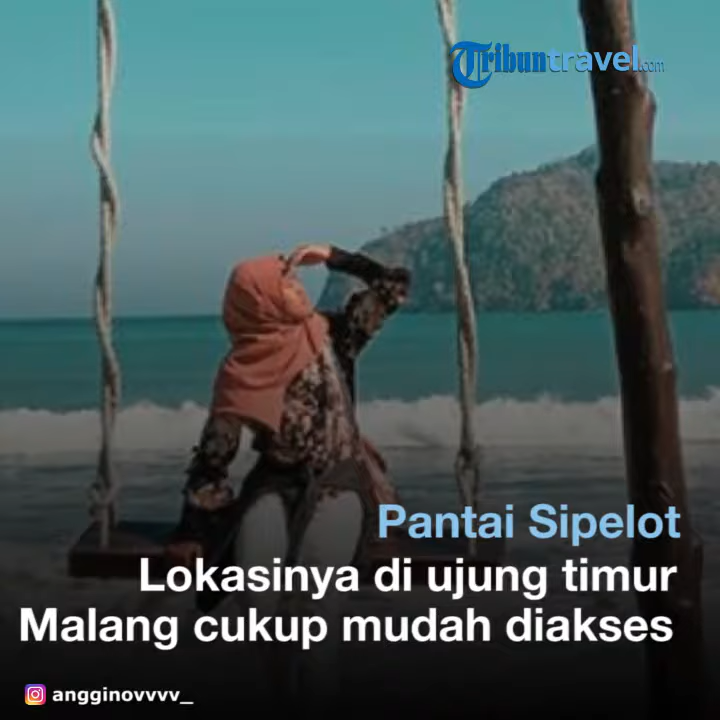 Tribuntravel.com
Pantai Sipelot
Lokasinya di ujung timur
Malang cukup mudah diakses
angginovvvv_